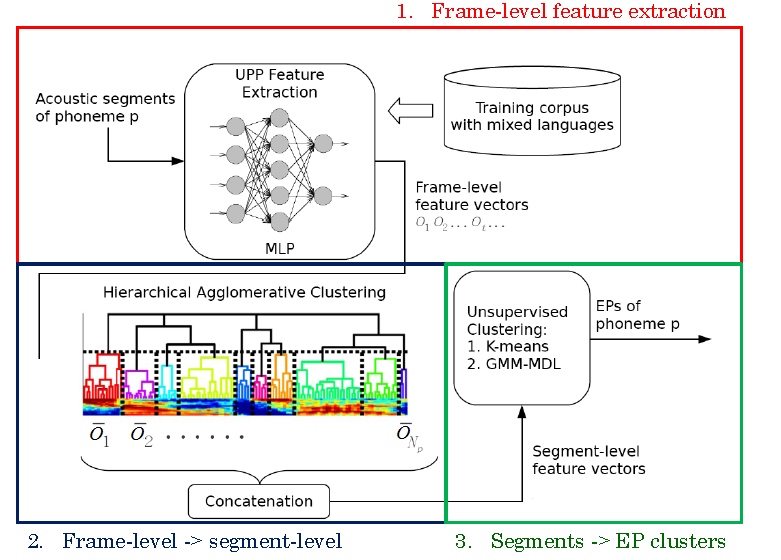 1. Frame-level feature extraction
UPP Feature
Extraction
Acoustic segments
of phoneme p
Training corpus
with mixed languages
MLP
Frame-level
feature vectors
O₁ O₂ . . . Oₜ . . .
Hierarchical Agglomerative Clustering
Unsupervised
Clustering:
1. K-means
2. GMM-MDL
EPs of
phoneme p
Ō₁ Ō₂ · · · · · · Ō_{N_p}
Segment-level
feature vectors
Concatenation
2. Frame-level -> segment-level
3. Segments -> EP clusters